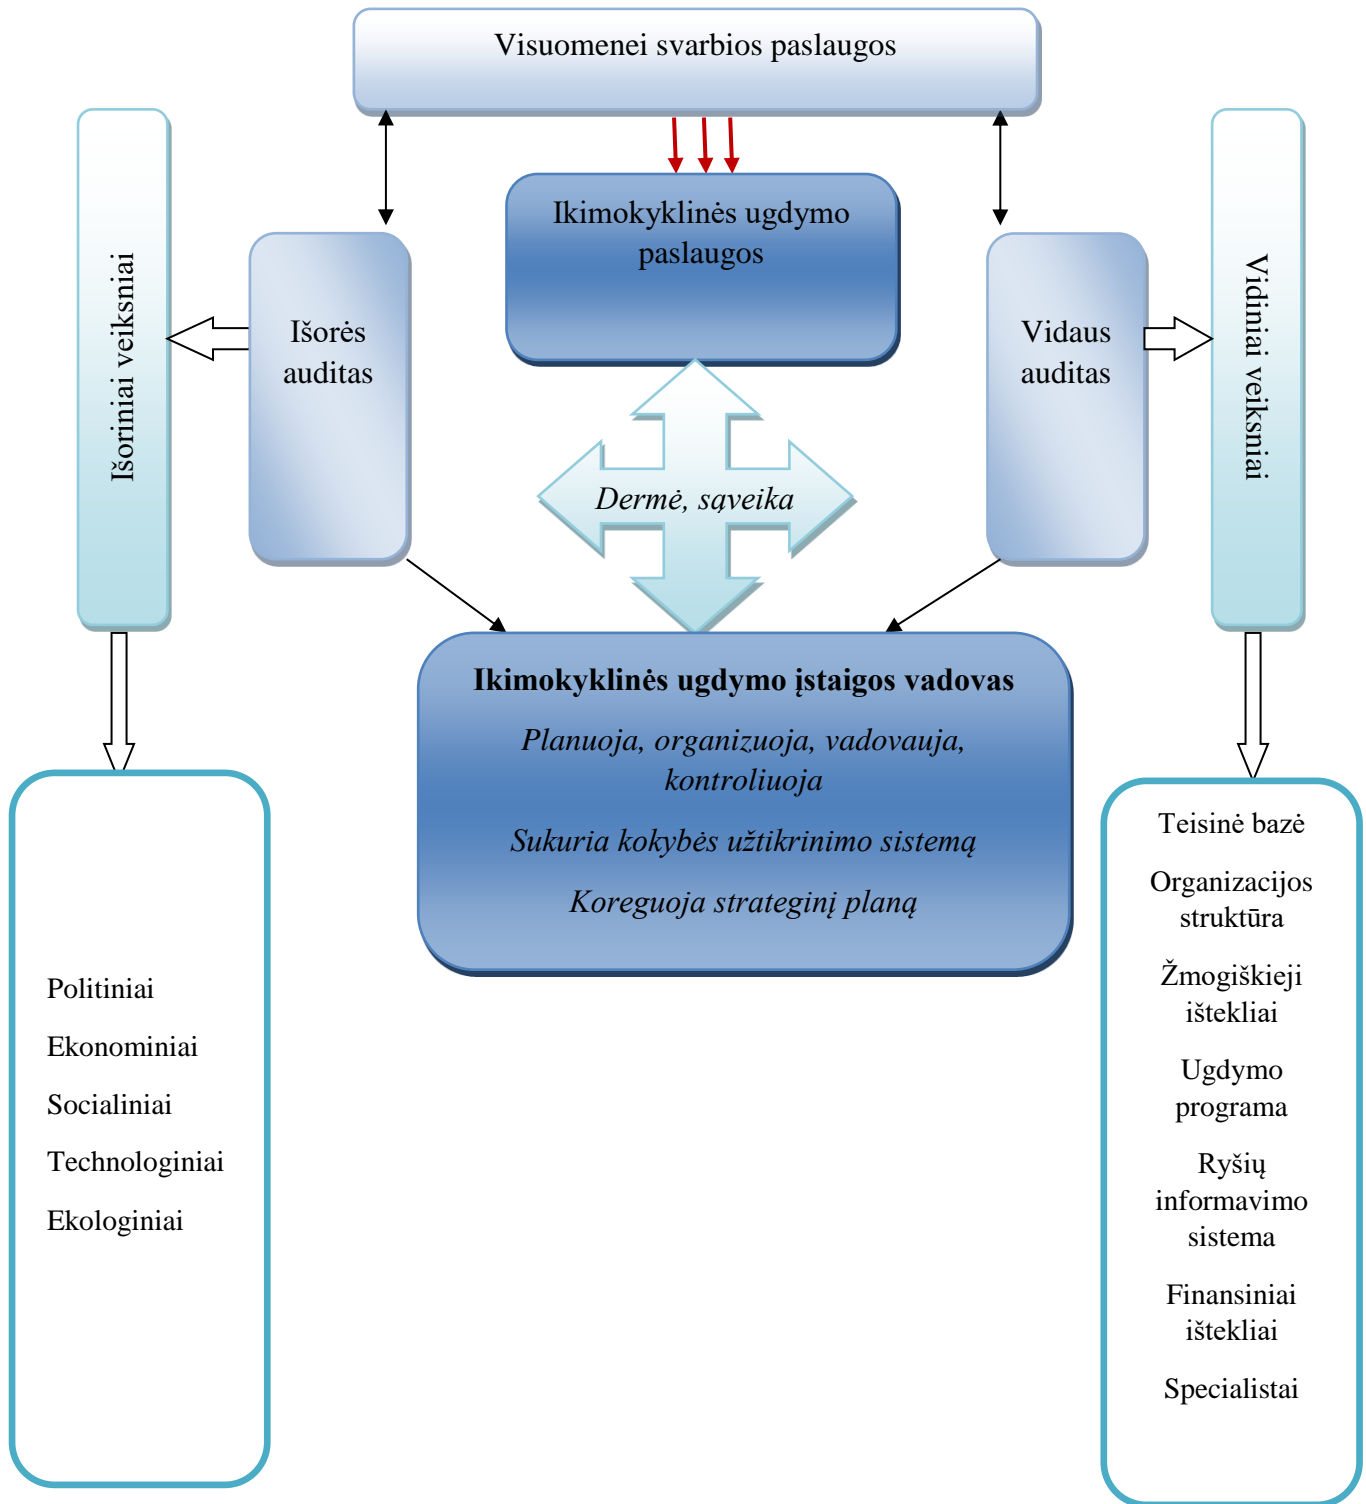 Visuomenei svarbios paslaugos
Ikimokyklinės ugdymo
paslaugos
Išoriniai veiksniai
Išorės
auditas
Vidaus
auditas
Vidiniai veiksniai
Dermė, sąveika
Ikimokyklinės ugdymo įstaigos vadovas
Planuoja, organizuoja, vadovauja,
kontroliuoja
Sukuria kokybės užtikrinimo sistemą
Koreguoja strateginį planą
Politiniai
Ekonominiai
Socialiniai
Technologiniai
Ekologiniai
Teisinė bazė
Organizacijos
struktūra
Žmogiškieji
ištekliai
Ugdymo
programa
Ryšių
informavimo
sistema
Finansiniai
ištekliai
Specialistai